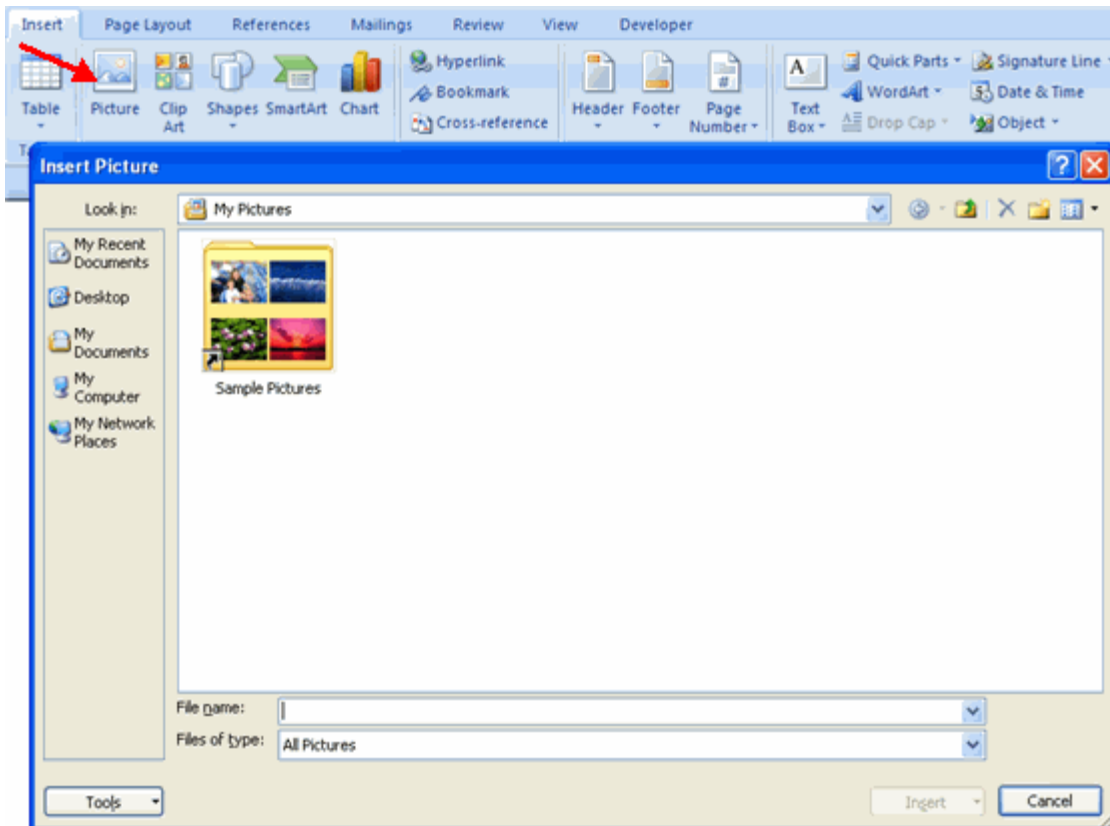 Insert Page Layout References Mailings Review View Developer
Hyperlink Quick Parts Signature Line
Bookmark WordArt Date & Time
Table Picture Clip Shapes SmartArt Chart Header Footer Page Text
Art Cross-reference Number Box Drop Cap Object
Insert Picture
Look in: My Pictures
My Recent
Documents
Desktop
My
Documents
My
Computer
My Network
Places
Sample Pictures
File name:
Files of type: All Pictures
Tools Insert Cancel